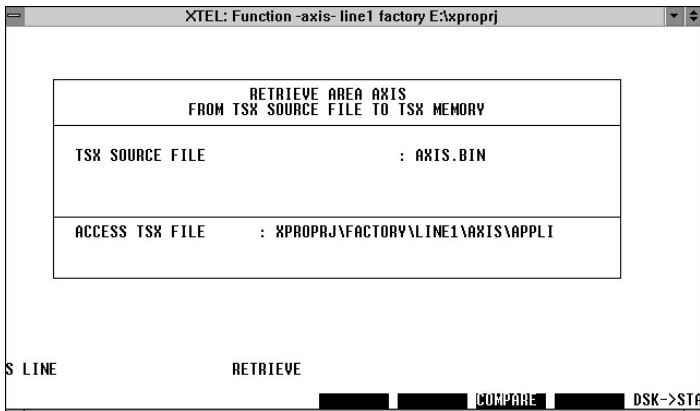 XTEL: Function -axis- line1 factory E:\xproprj
RETRIEVE AREA AXIS
FROM TSX SOURCE FILE TO TSX MEMORY
TSX SOURCE FILE : AXIS.BIN
ACCESS TSX FILE : XPROPRJ\FACTORY\LINE1\AXIS\APPLI
S LINE RETRIEVE
COMPARE DSK->STA